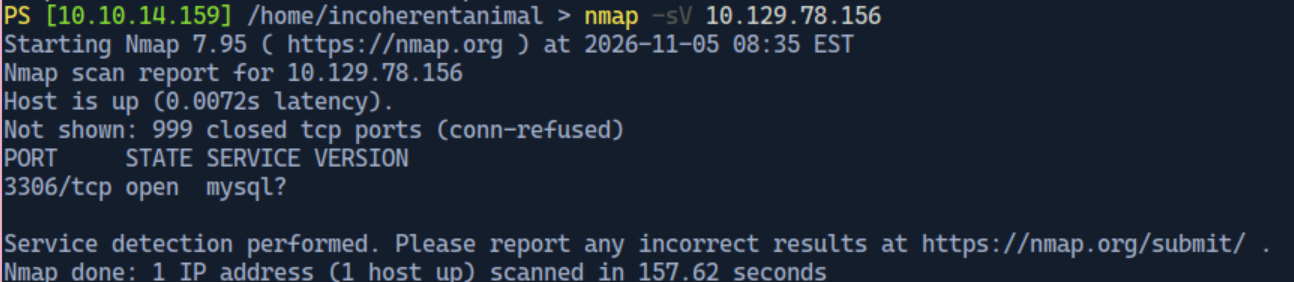 PS [10.10.14.159] /home/incoherentanimal > nmap -sV 10.129.78.156
Starting Nmap 7.95 ( https://nmap.org ) at 2026-11-05 08:35 EST
Nmap scan report for 10.129.78.156
Host is up (0.0072s latency).
Not shown: 999 closed tcp ports (conn-refused)
PORT     STATE SERVICE VERSION
3306/tcp open  mysql?
Service detection performed. Please report any incorrect results at https://nmap.org/submit/ .
Nmap done: 1 IP address (1 host up) scanned in 157.62 seconds